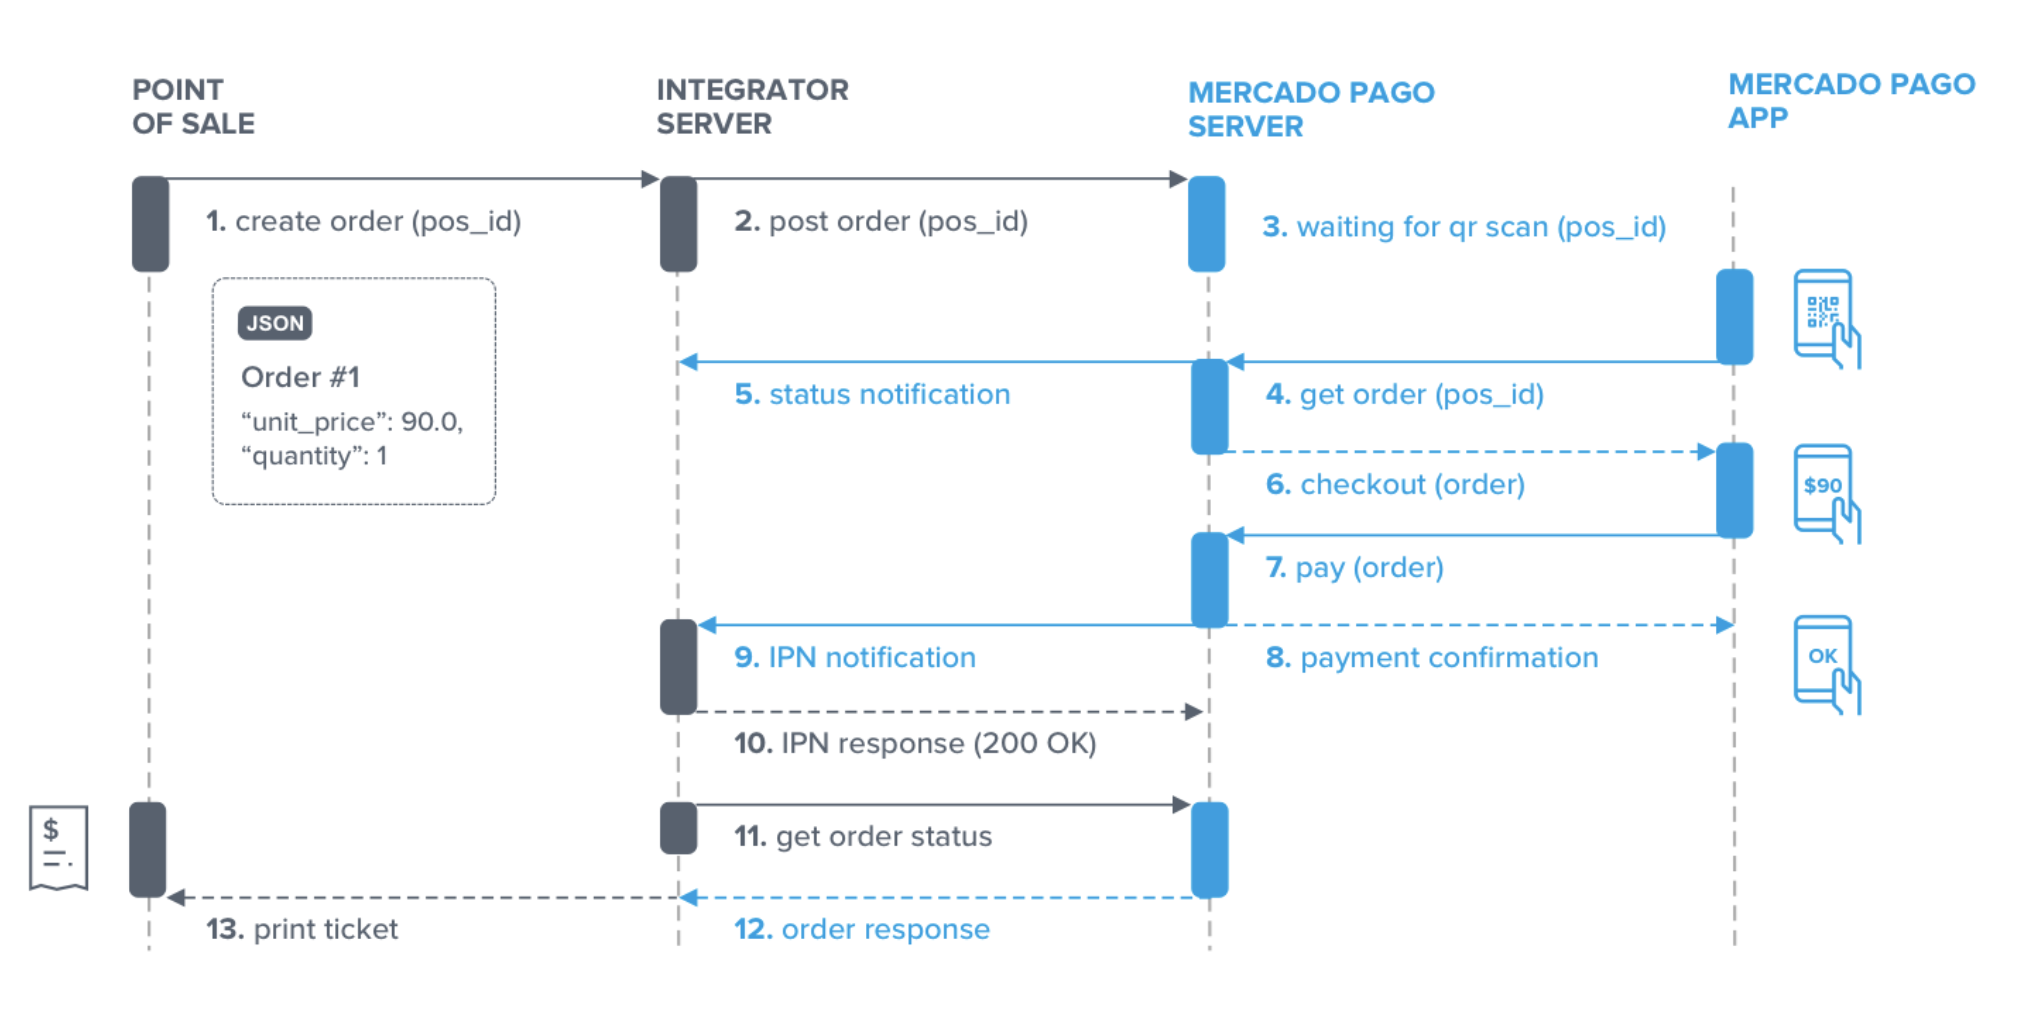 POINT
OF SALE
INTEGRATOR
SERVER
MERCADO PAGO
SERVER
MERCADO PAGO
APP
1. create order (pos_id)
2. post order (pos_id)
3. waiting for qr scan (pos_id)
JSON
Order #1
“unit_price”: 90.0,
“quantity”: 1
5. status notification
4. get order (pos_id)
6. checkout (order)
$90
7. pay (order)
9. IPN notification
8. payment confirmation
OK
10. IPN response (200 OK)
$
11. get order status
13. print ticket
12. order response